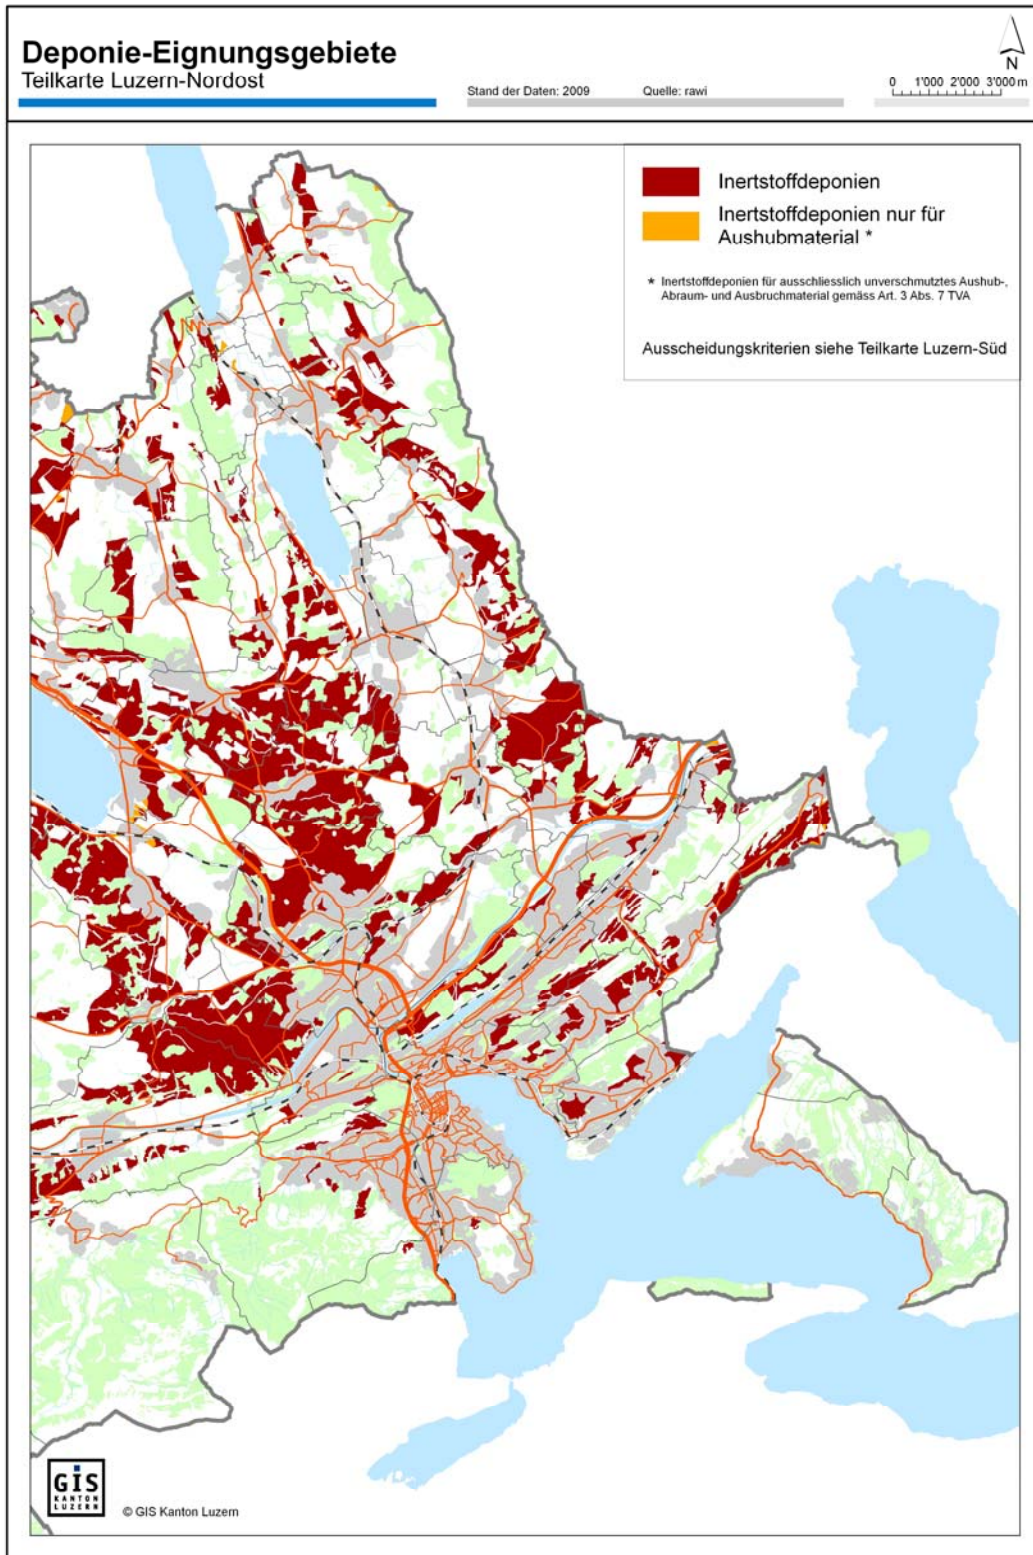 Deponie-Eignungsgebiete
Teilkarte Luzern-Nordost
Stand der Daten: 2009 Quelle: rawi
N
0 1'000 2'000 3'000 m
Inertstoffdeponien
Inertstoffdeponien nur für
Aushubmaterial *
* Inertstoffdeponien für ausschliesslich unverschmutztes Aushub-,
Abraum- und Ausbruchmaterial gemäss Art. 3 Abs. 7 TVA
Ausscheidungskriterien siehe Teilkarte Luzern-Süd
GiS
KANTON
LUZERN
© GIS Kanton Luzern